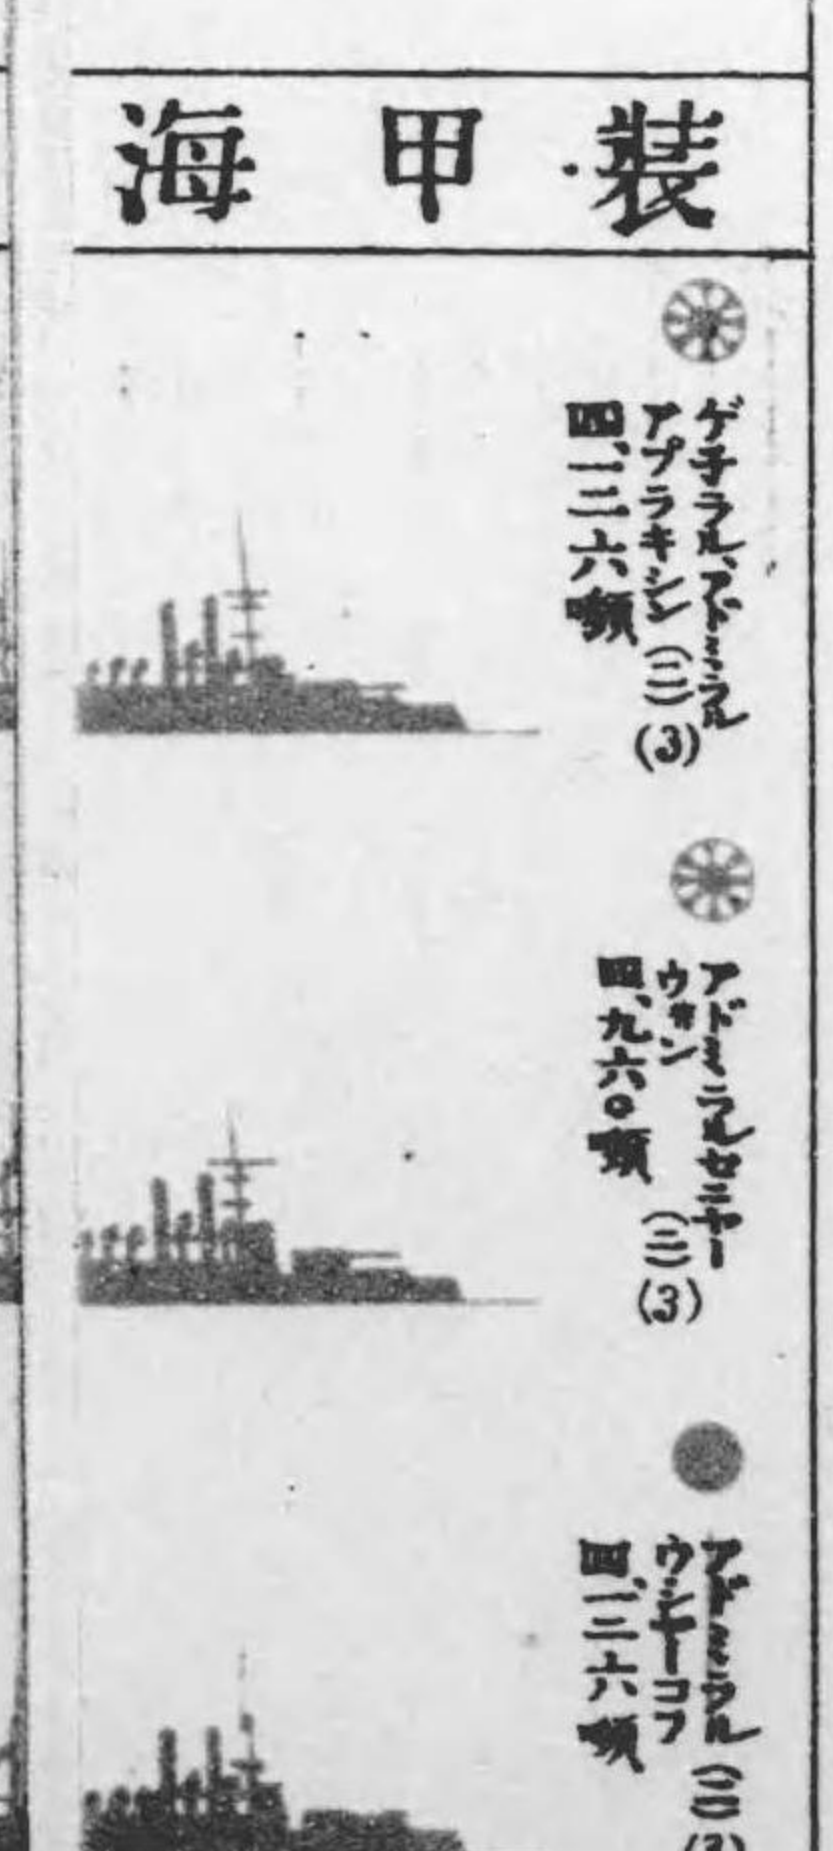 装甲海
ゲ子ラル、アドミラル
アプラキシン (三) (3)
四、一二六噸
アドミラルセニヤー
ウ※ン (三) (3)
四、九六〇噸
アドミラル (三) (3)
ウシヤーコフ
四、一二六噸